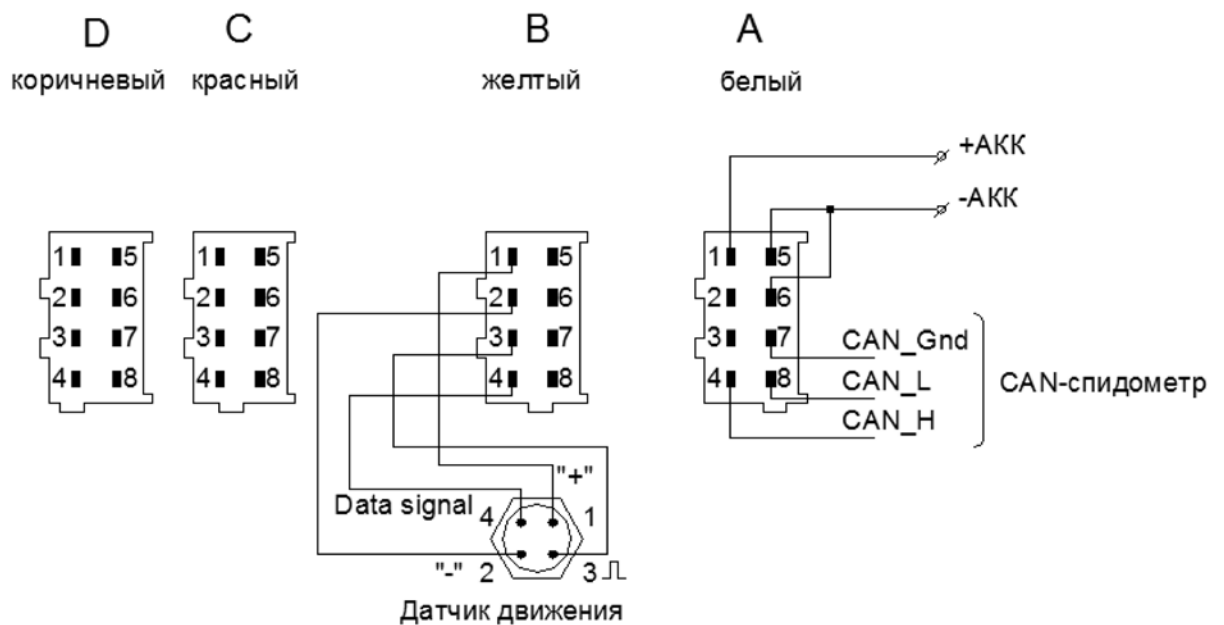 D C B A
коричневый красный желтый белый
+АКК
-АКК
1 5 1 5 1 5 1 5
2 6 2 6 2 6 2 6
3 7 3 7 3 7 3 7
4 8 4 8 4 8 4 8
CAN_Gnd
CAN_L
CAN_H
CAN-спидометр
"+"
Data signal 4 1
"-" 2 3
Датчик движения